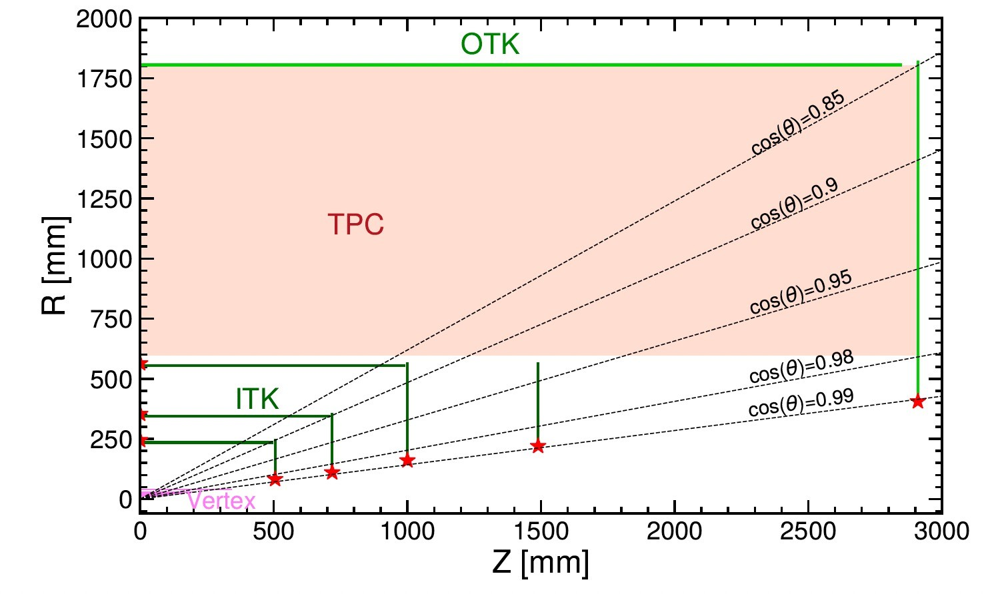 2000
1750
1500
1250
1000
750
500
250
0
R [mm]
OTK
TPC
ITK
Vertex
cos(θ)=0.85
cos(θ)=0.9
cos(θ)=0.95
cos(θ)=0.98
cos(θ)=0.99
0 500 1000 1500 2000 2500 3000
Z [mm]